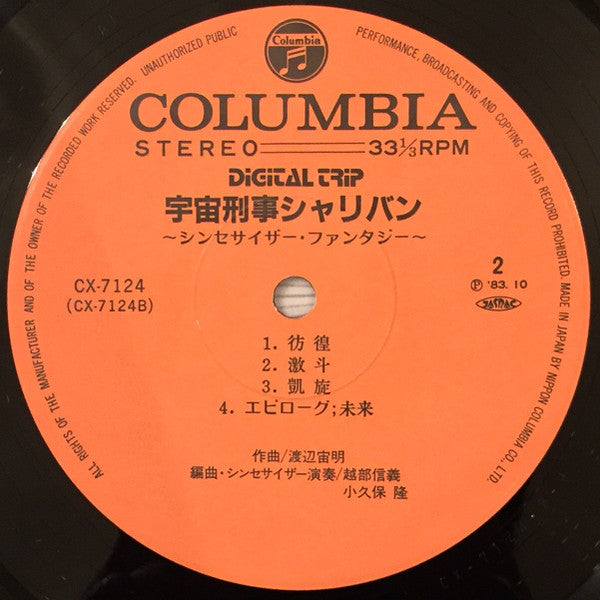 Columbia
COLUMBIA
STEREO 33 1/3 RPM
DIGITAL TRIP
宇宙刑事シャリバン
～シンセサイザー・ファンタジー～
CX-7124
(CX-7124B)
2
Ⓟ '83. 10
JASRAC
1. 彷徨
2. 激斗
3. 凱旋
4. エピローグ;未来
作曲/渡辺宙明
編曲・シンセサイザー演奏/越部信義
小久保 隆
ALL RIGHTS OF THE MANUFACTURER AND OF THE OWNER OF THE RECORDED WORK RESERVED. UNAUTHORIZED PUBLIC PERFORMANCE, BROADCASTING AND COPYING OF THIS RECORD PROHIBITED. MADE IN JAPAN BY NIPPON COLUMBIA CO., LTD.